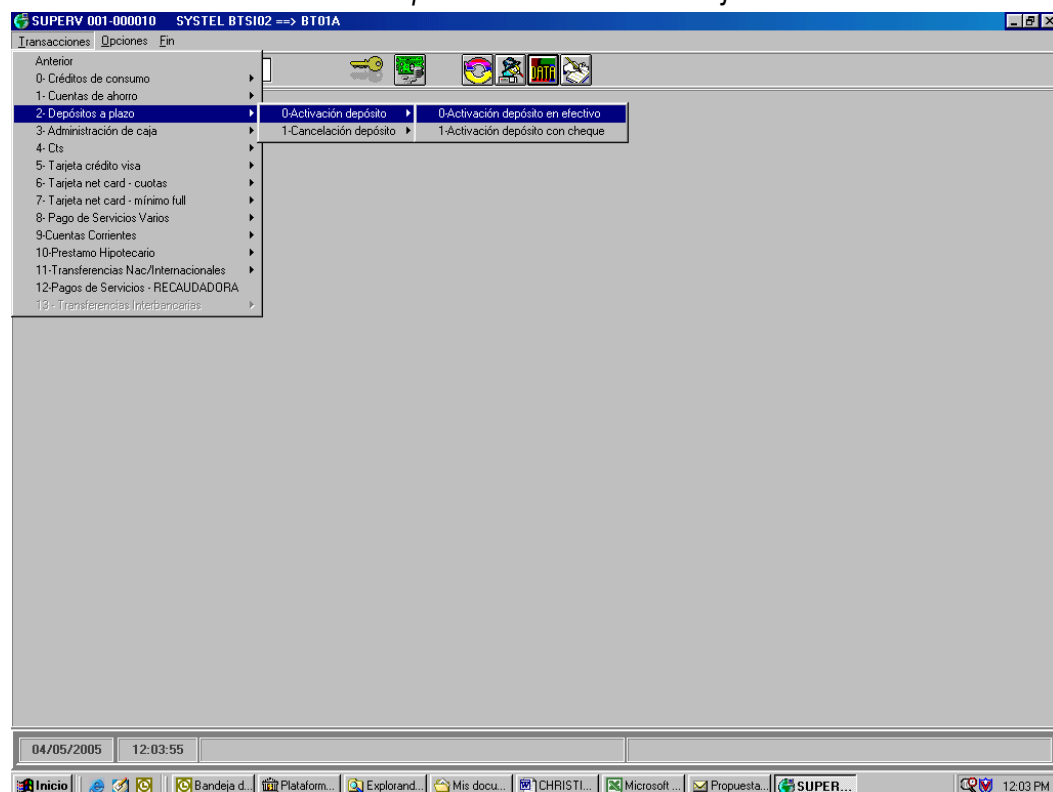 SUPERV 001-000010 SYSTEL BTSI02 ==> BT01A
Transacciones Opciones Fin
Anterior
0- Créditos de consumo
1- Cuentas de ahorro
2- Depósitos a plazo
0-Activación depósito
0-Activación depósito en efectivo
3- Administración de caja
1-Cancelación depósito
1-Activación depósito con cheque
4- Cts
5- Tarjeta crédito visa
6- Tarjeta net card - cuotas
7- Tarjeta net card - mínimo full
8- Pago de Servicios Varios
9-Cuentas Corrientes
10-Prestamo Hipotecario
11-Transferencias Nac/Internacionales
12-Pagos de Servicios - RECAUDADORA
13 - Transferencias Interbancarias
DATA
04/05/2005 12:03:55
Inicio Bandeja d... Plataform... Explorand... Mis docu... CHRISTI... Microsoft ... Propuesta... SUPER... 12:03 PM